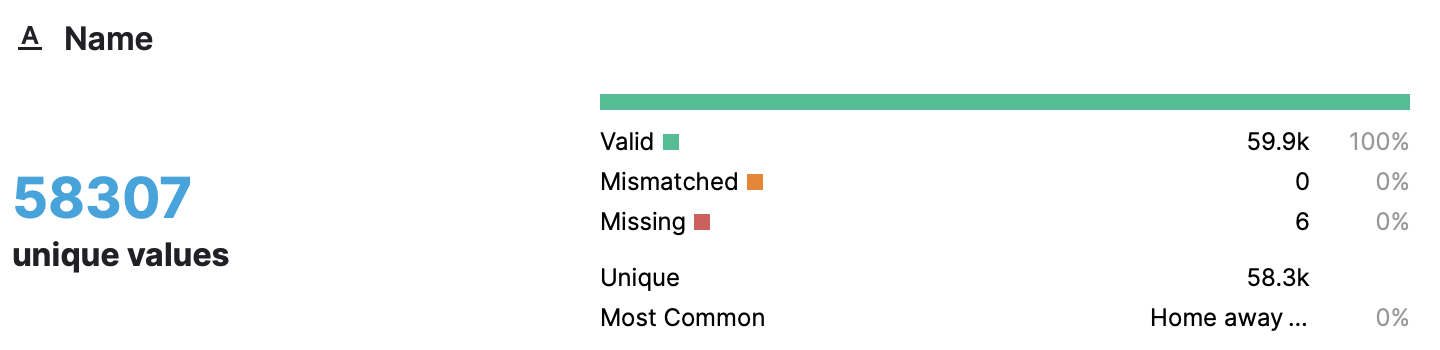 A Name
58307
unique values
Valid 59.9k 100%
Mismatched 0 0%
Missing 6 0%
Unique 58.3k
Most Common Home away ... 0%